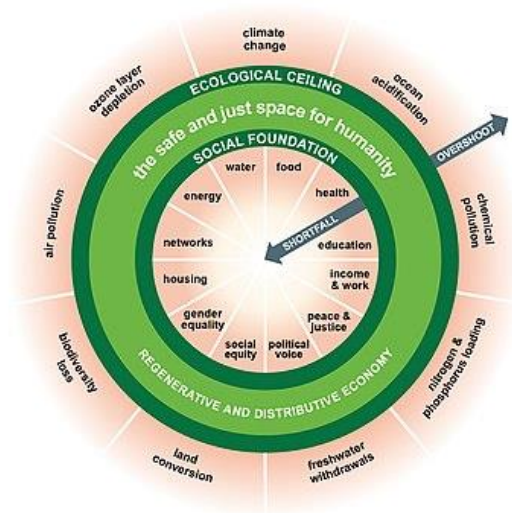 climate
change
ocean
acidification
chemical
pollution
nitrogen &
phosphorus loading
freshwater
withdrawals
land
conversion
biodiversity
loss
air pollution
ozone layer
depletion
ECOLOGICAL CEILING
the safe and just space for humanity
OVERSHOOT
SOCIAL FOUNDATION
water
food
health
SHORTFALL
education
income
& work
peace &
justice
political
voice
social
equity
gender
equality
housing
networks
energy
REGENERATIVE AND DISTRIBUTIVE ECONOMY